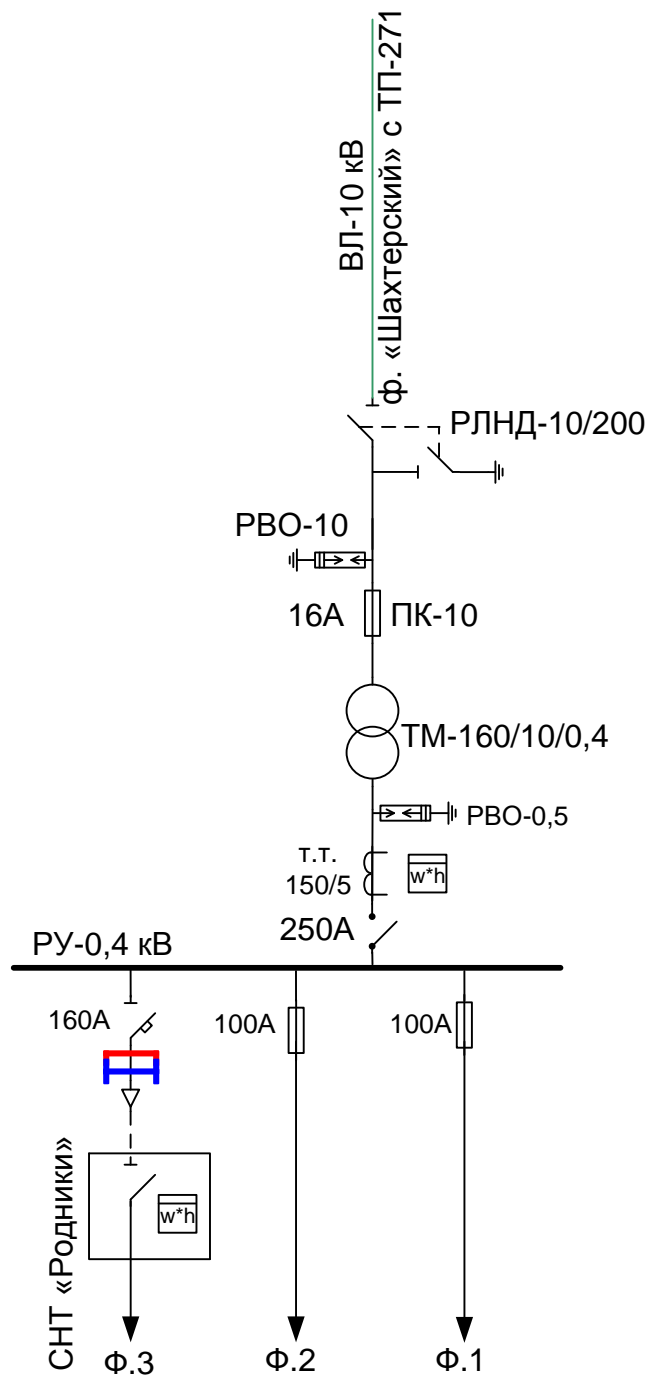 ВЛ-10 кВ
ф. «Шахтерский» с ТП-271
РЛНД-10/200
РВО-10
16А
ПК-10
ТМ-160/10/0,4
РВО-0,5
т.т.
150/5
w*h
250А
РУ-0,4 кВ
160А
100А
100А
СНТ «Родники»
w*h
Ф.3
Ф.2
Ф.1